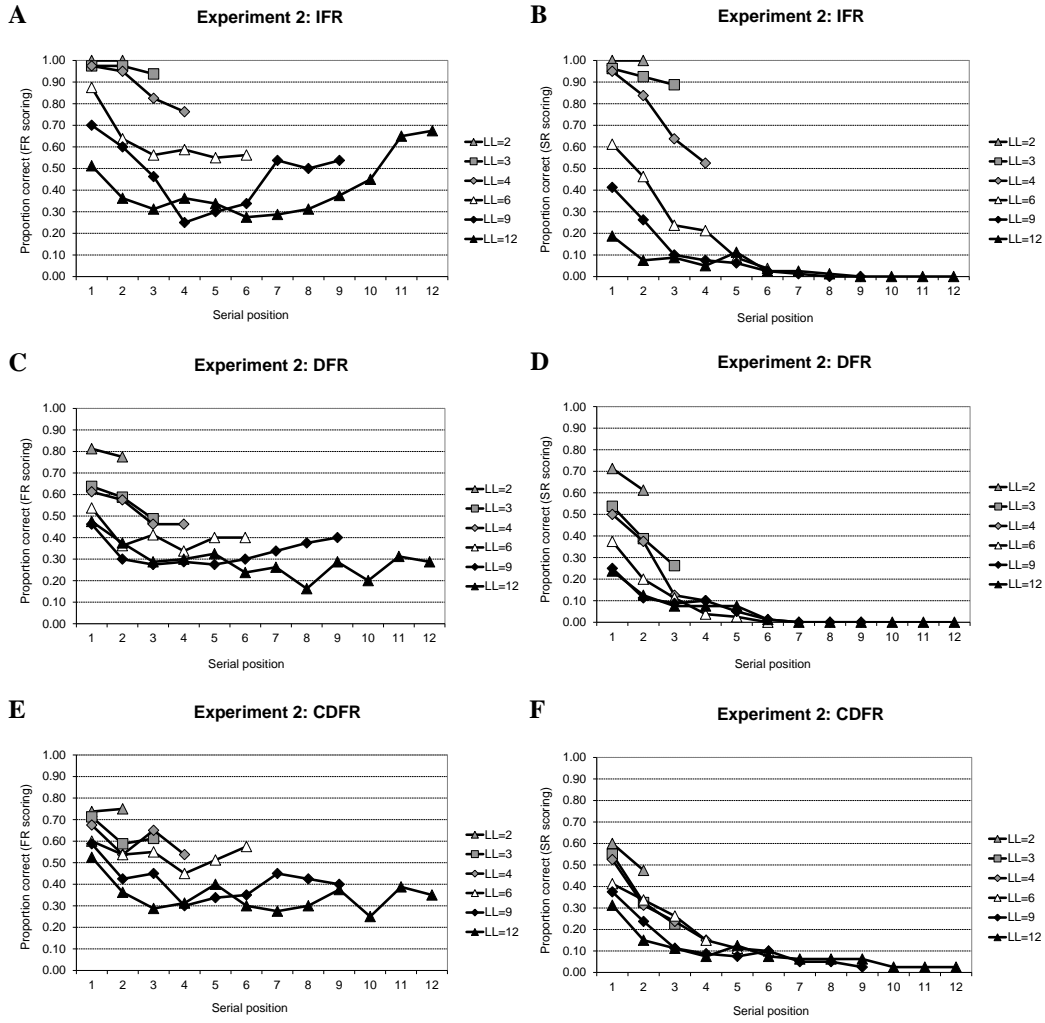 A
Experiment 2: IFR
Proportion correct (FR scoring)
1.00
0.90
0.80
0.70
0.60
0.50
0.40
0.30
0.20
0.10
0.00
1 2 3 4 5 6 7 8 9 10 11 12
Serial position
LL=2
LL=3
LL=4
LL=6
LL=9
LL=12
B
Experiment 2: IFR
Proportion correct (SR scoring)
1.00
0.90
0.80
0.70
0.60
0.50
0.40
0.30
0.20
0.10
0.00
1 2 3 4 5 6 7 8 9 10 11 12
Serial position
LL=2
LL=3
LL=4
LL=6
LL=9
LL=12
C
Experiment 2: DFR
Proportion correct (FR scoring)
1.00
0.90
0.80
0.70
0.60
0.50
0.40
0.30
0.20
0.10
0.00
1 2 3 4 5 6 7 8 9 10 11 12
Serial position
LL=2
LL=3
LL=4
LL=6
LL=9
LL=12
D
Experiment 2: DFR
Proportion correct (SR scoring)
1.00
0.90
0.80
0.70
0.60
0.50
0.40
0.30
0.20
0.10
0.00
1 2 3 4 5 6 7 8 9 10 11 12
Serial position
LL=2
LL=3
LL=4
LL=6
LL=9
LL=12
E
Experiment 2: CDFR
Proportion correct (FR scoring)
1.00
0.90
0.80
0.70
0.60
0.50
0.40
0.30
0.20
0.10
0.00
1 2 3 4 5 6 7 8 9 10 11 12
Serial position
LL=2
LL=3
LL=4
LL=6
LL=9
LL=12
F
Experiment 2: CDFR
Proportion correct (SR scoring)
1.00
0.90
0.80
0.70
0.60
0.50
0.40
0.30
0.20
0.10
0.00
1 2 3 4 5 6 7 8 9 10 11 12
Serial position
LL=2
LL=3
LL=4
LL=6
LL=9
LL=12